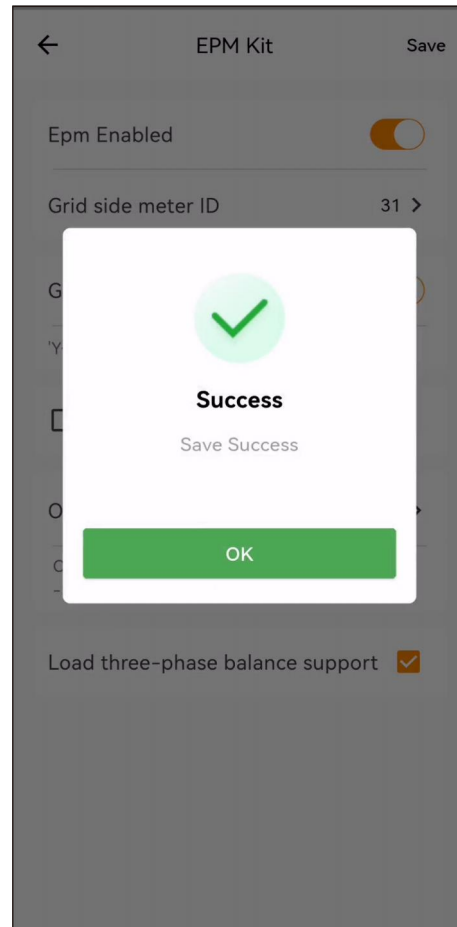 EPM Kit
Save
Epm Enabled
Grid side meter ID
31
Success
Save Success
OK
Load three-phase balance support